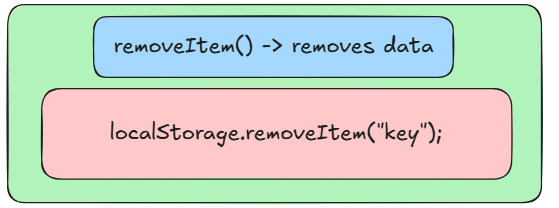 removeItem() -> removes data
localStorage.removeItem("key");